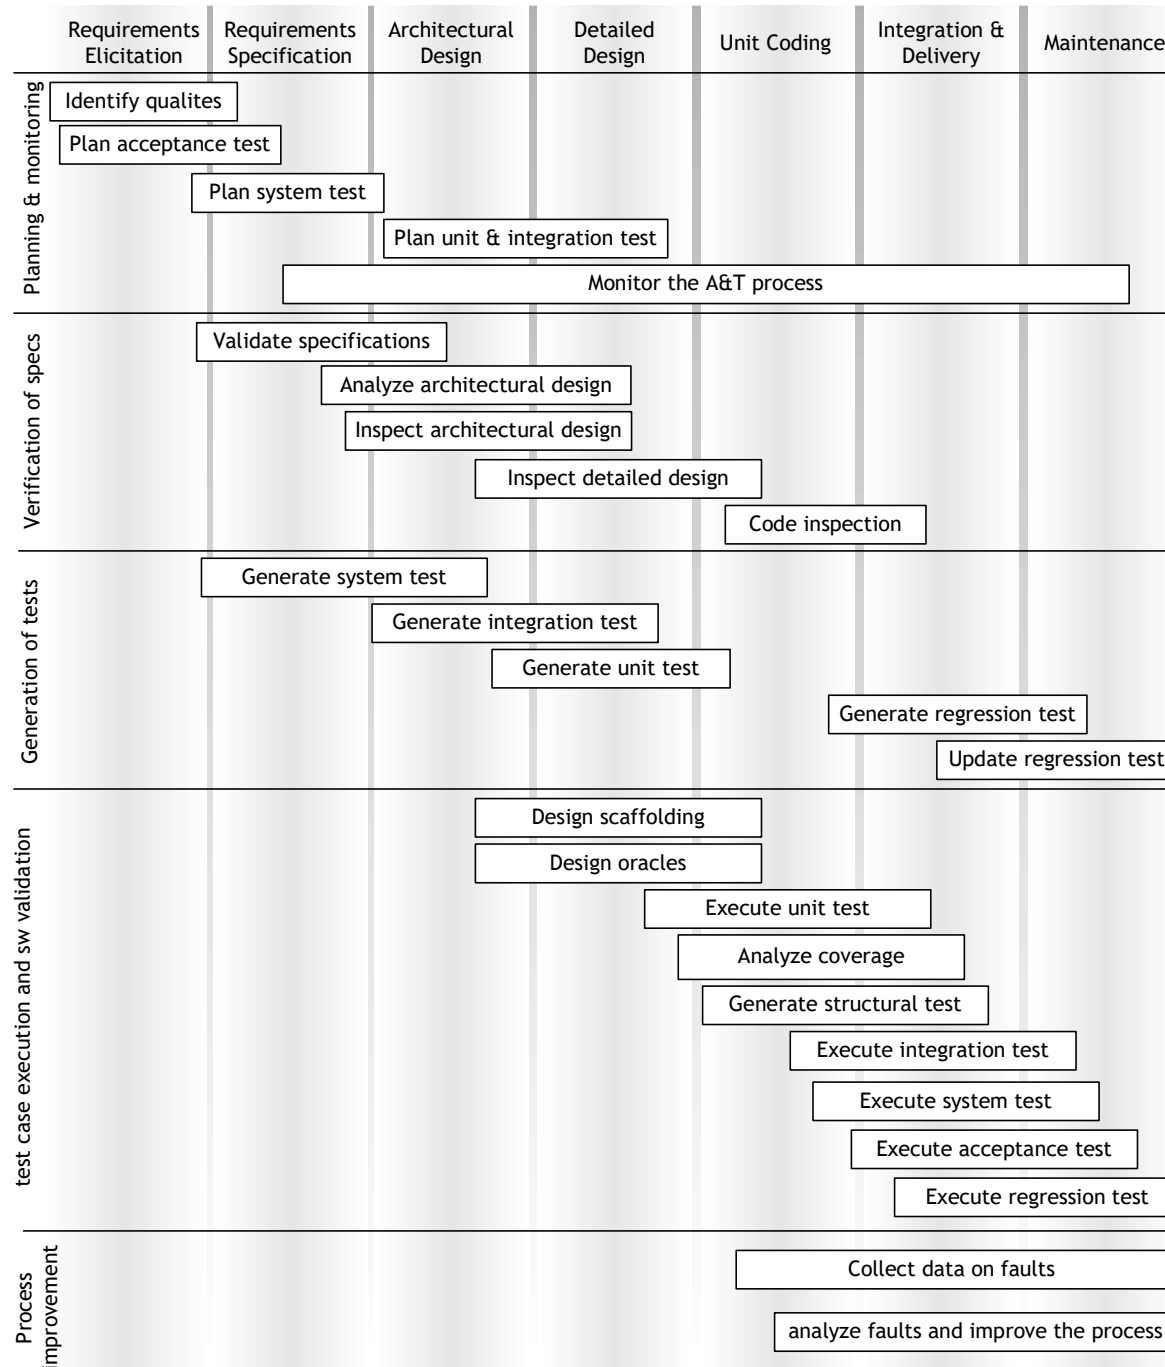 Requirements Elicitation
Requirements Specification
Architectural Design
Detailed Design
Unit Coding
Integration & Delivery
Maintenance
Planning & monitoring
Identify qualites
Plan acceptance test
Plan system test
Plan unit & integration test
Monitor the A&T process
Verification of specs
Validate specifications
Analyze architectural design
Inspect architectural design
Inspect detailed design
Code inspection
Generation of tests
Generate system test
Generate integration test
Generate unit test
Generate regression test
Update regression test
test case execution and sw validation
Design scaffolding
Design oracles
Execute unit test
Analyze coverage
Generate structural test
Execute integration test
Execute system test
Execute acceptance test
Execute regression test
Process improvement
Collect data on faults
analyze faults and improve the process